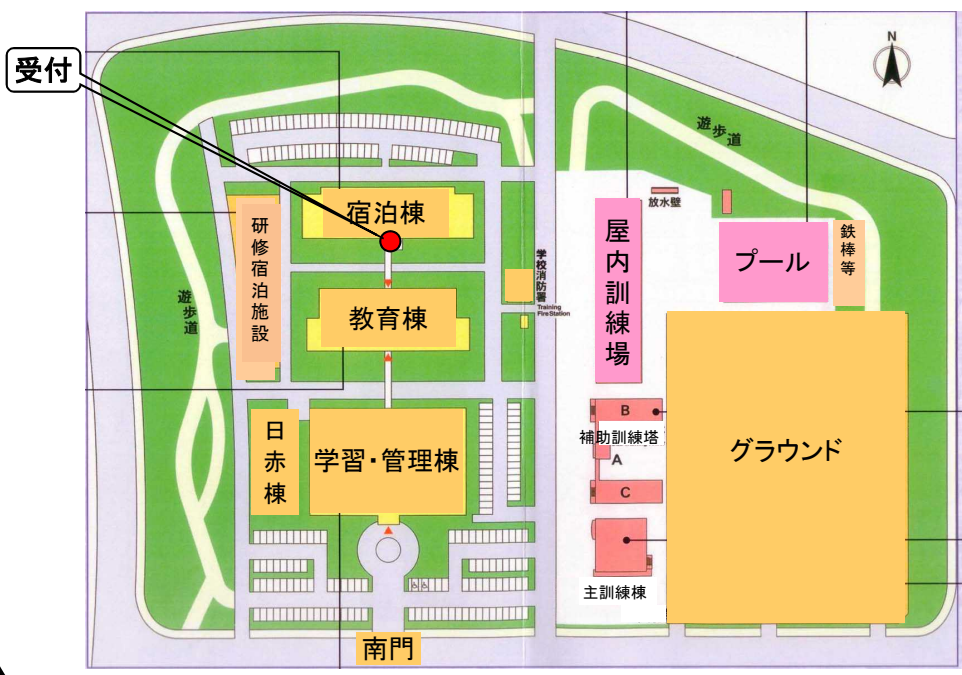 N
受付
遊歩道
放水壁
宿泊棟
研修宿泊施設
屋内訓練場
プール
鉄棒等
学校消防署
Training
Fire Station
遊歩道
教育棟
B
補助訓練塔
A
C
日赤棟
学習・管理棟
グラウンド
主訓練棟
南門